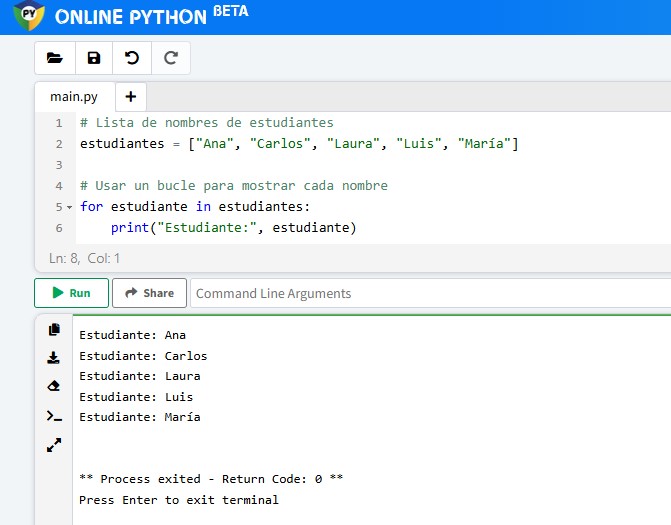 PY ONLINE PYTHON BETA
main.py +
1 # Lista de nombres de estudiantes
2 estudiantes = ["Ana", "Carlos", "Laura", "Luis", "María"]
3
4 # Usar un bucle para mostrar cada nombre
5 for estudiante in estudiantes:
6     print("Estudiante:", estudiante)
Ln: 8, Col: 1
Run Share Command Line Arguments
Estudiante: Ana
Estudiante: Carlos
Estudiante: Laura
Estudiante: Luis
Estudiante: María
** Process exited - Return Code: 0 **
Press Enter to exit terminal